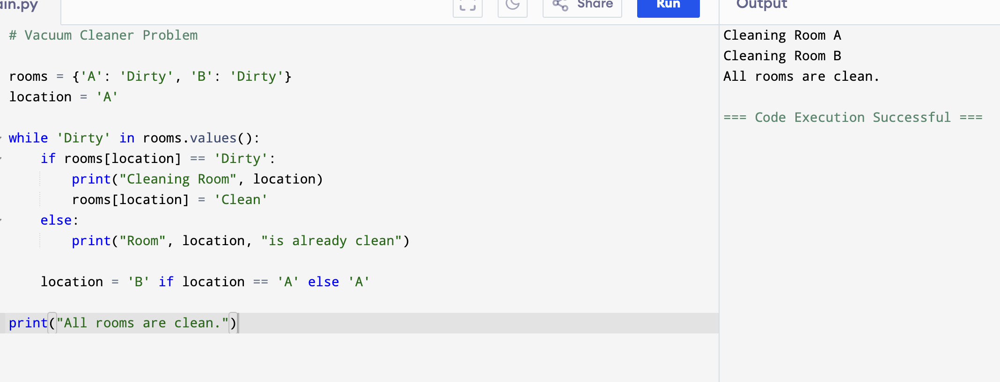 ain.py
Share
Run
Output
# Vacuum Cleaner Problem
rooms = {'A': 'Dirty', 'B': 'Dirty'}
location = 'A'
while 'Dirty' in rooms.values():
    if rooms[location] == 'Dirty':
        print("Cleaning Room", location)
        rooms[location] = 'Clean'
    else:
        print("Room", location, "is already clean")
    location = 'B' if location == 'A' else 'A'
print("All rooms are clean.")
Cleaning Room A
Cleaning Room B
All rooms are clean.
=== Code Execution Successful ===